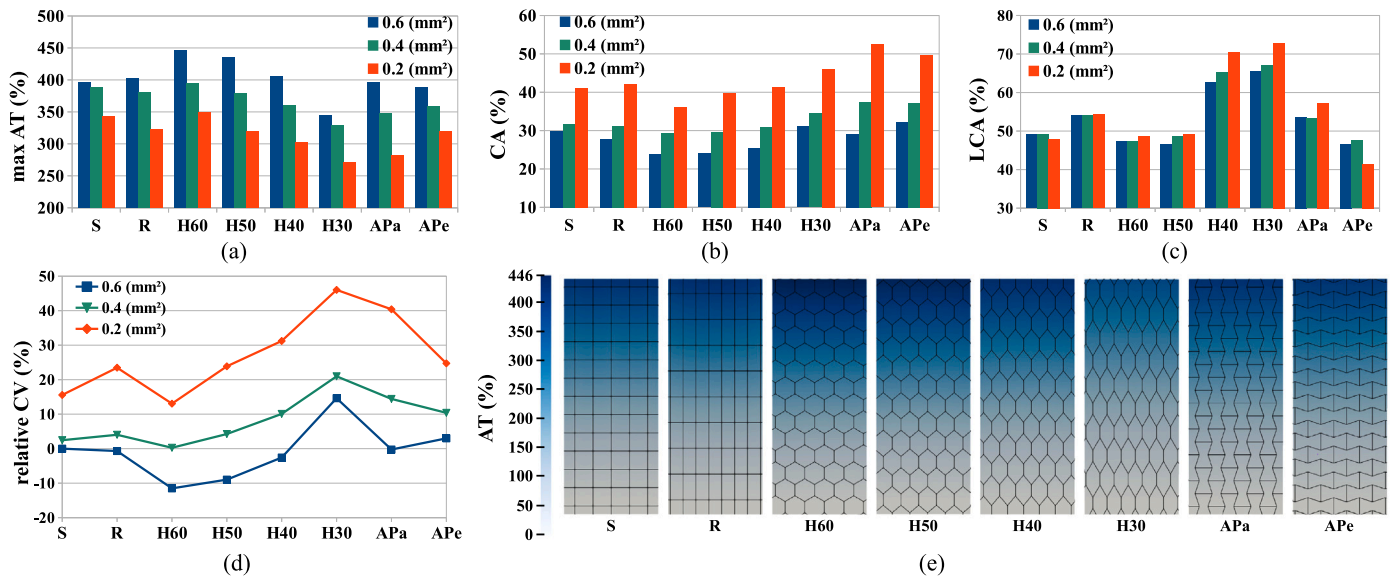 max AT (%)
500
450
400
350
300
250
200
0.6 (mm²)
0.4 (mm²)
0.2 (mm²)
S R H60 H50 H40 H30 APa APe
(a)
CA (%)
60
50
40
30
20
10
0.6 (mm²)
0.4 (mm²)
0.2 (mm²)
S R H60 H50 H40 H30 APa APe
(b)
LCA (%)
80
70
60
50
40
30
0.6 (mm²)
0.4 (mm²)
0.2 (mm²)
S R H60 H50 H40 H30 APa APe
(c)
relative CV (%)
50
40
30
20
10
0
-10
-20
0.6 (mm²)
0.4 (mm²)
0.2 (mm²)
S R H60 H50 H40 H30 APa APe
(d)
AT (%)
446
400
350
300
200
150
100
50
0
S R H60 H50 H40 H30 APa APe
(e)